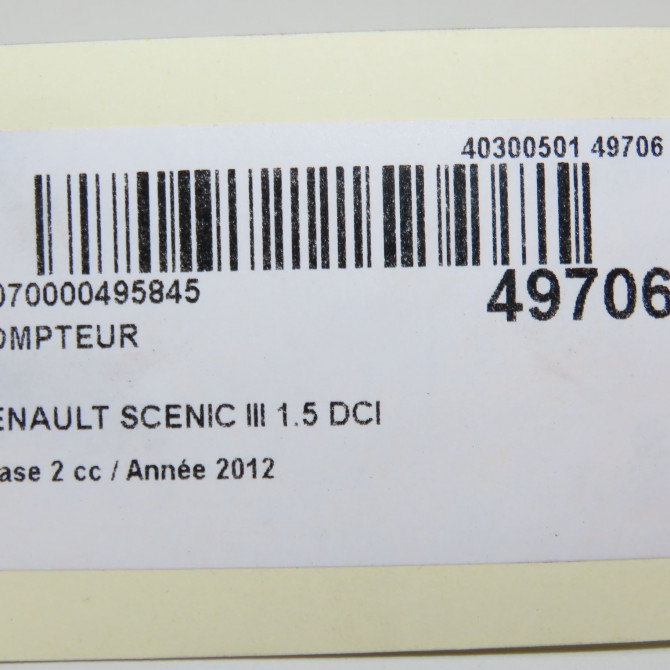 40300501 49706
070000495845
49706
OMPTEUR
ENAULT SCENIC III 1.5 DCI
ase 2 cc / Année 2012